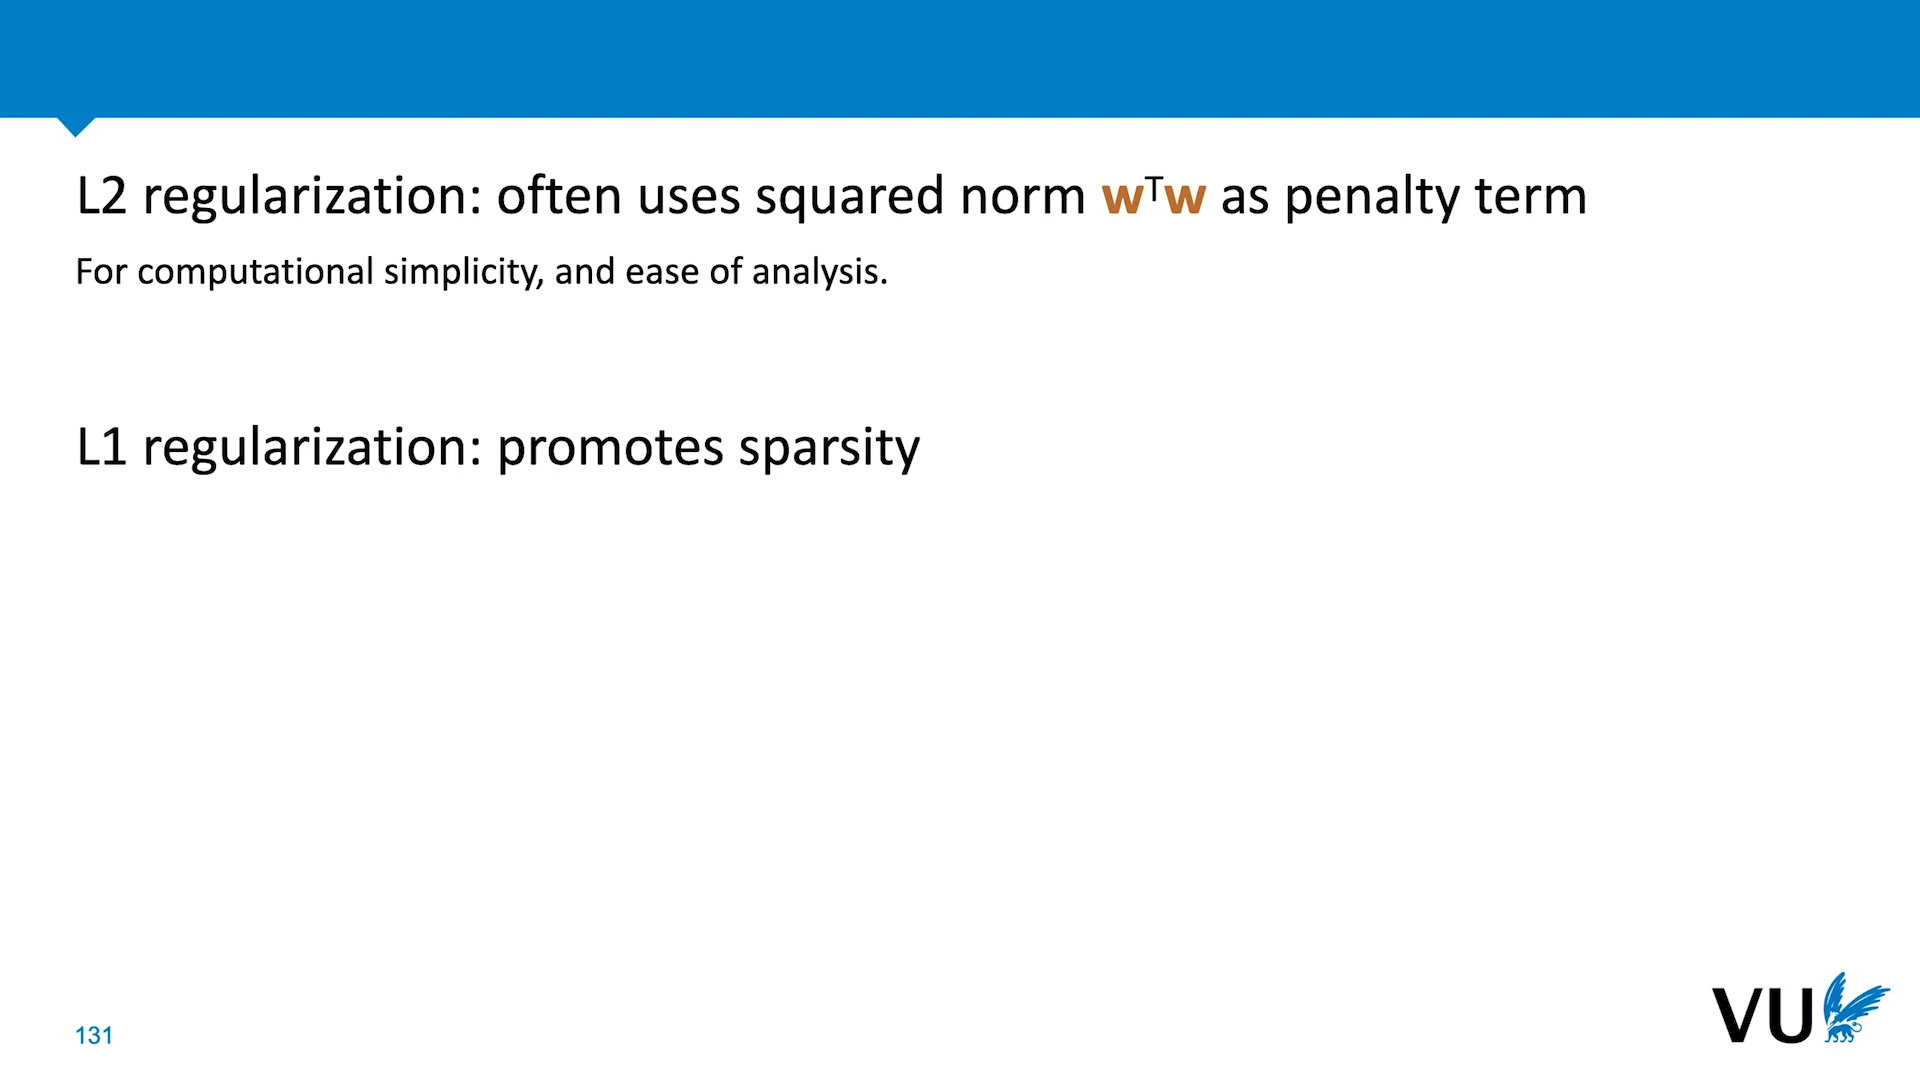 L2 regularization: often uses squared norm wᵀw as penalty term
For computational simplicity, and ease of analysis.
L1 regularization: promotes sparsity
131
VU